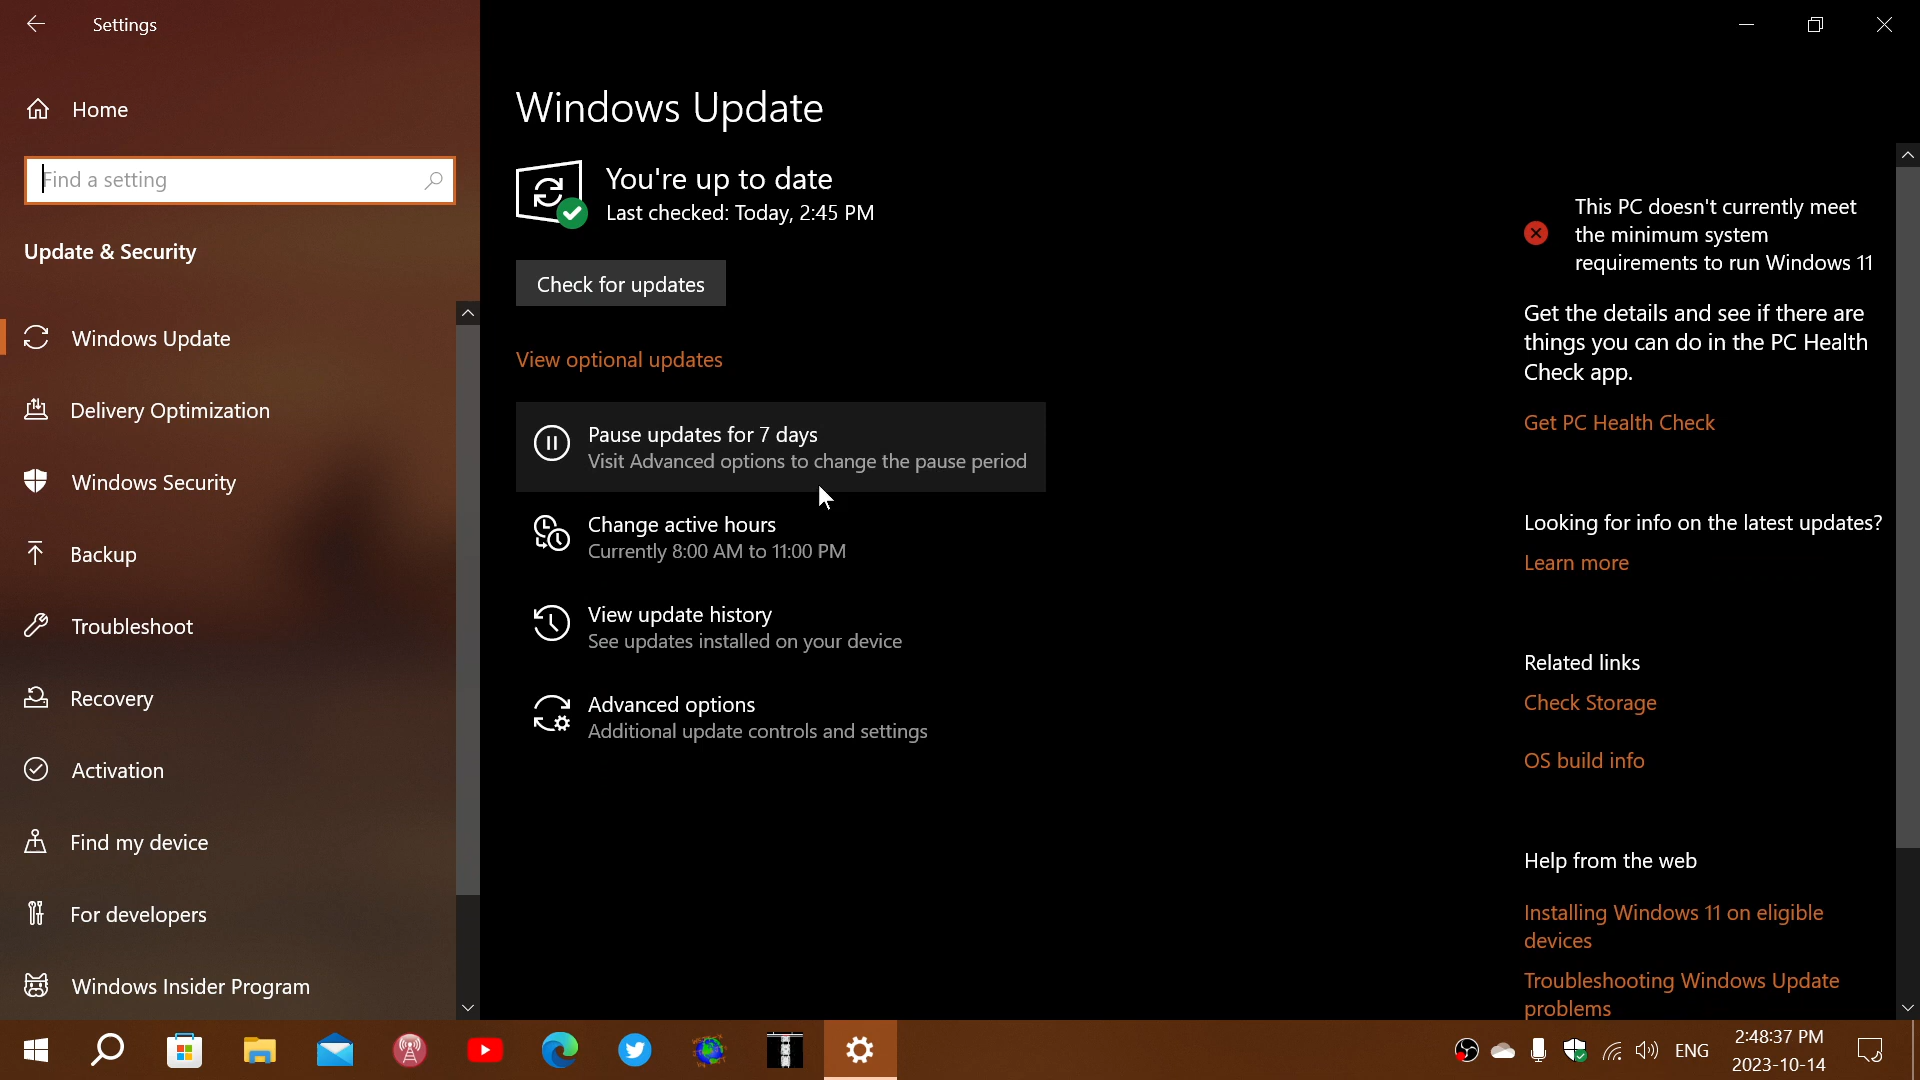 Settings
Home
Find a setting
Update & Security
Windows Update
Delivery Optimization
Windows Security
Backup
Troubleshoot
Recovery
Activation
Find my device
For developers
Windows Insider Program
Windows Update
You're up to date
Last checked: Today, 2:45 PM
Check for updates
View optional updates
Pause updates for 7 days
Visit Advanced options to change the pause period
Change active hours
Currently 8:00 AM to 11:00 PM
View update history
See updates installed on your device
Advanced options
Additional update controls and settings
This PC doesn't currently meet
the minimum system
requirements to run Windows 11
Get the details and see if there are
things you can do in the PC Health
Check app.
Get PC Health Check
Looking for info on the latest updates?
Learn more
Related links
Check Storage
OS build info
Help from the web
Installing Windows 11 on eligible
devices
Troubleshooting Windows Update
problems
ENG
2:48:37 PM
2023-10-14